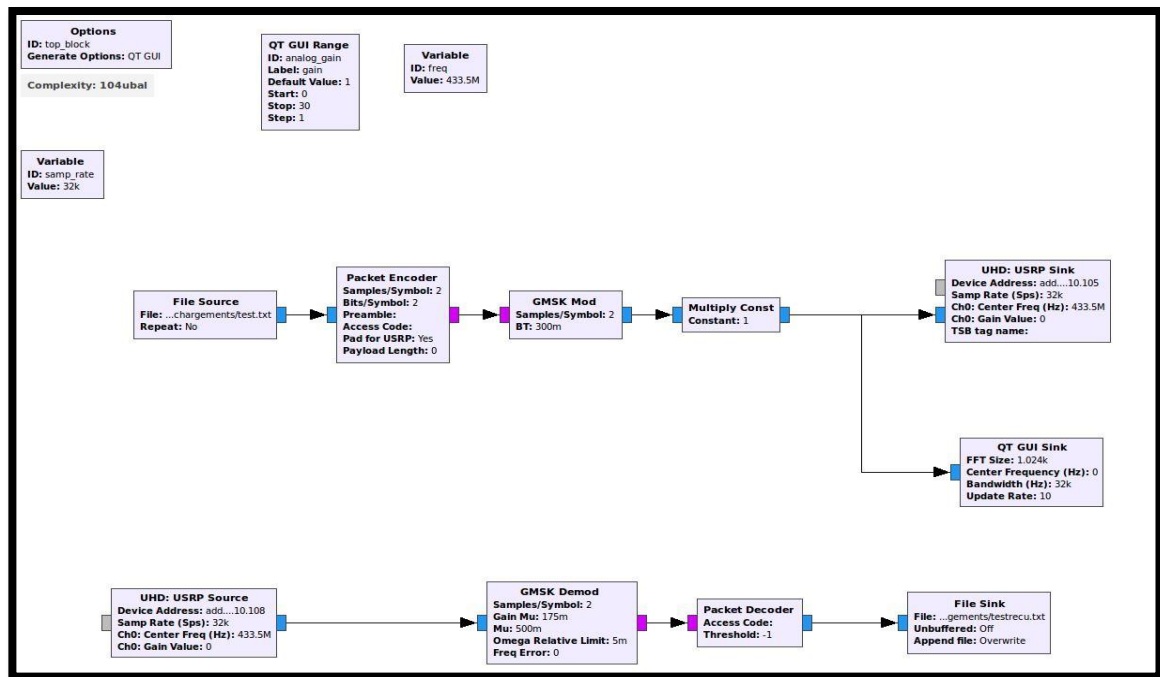 Options
ID: top_block
Generate Options: QT GUI
Complexity: 104ubal
QT GUI Range
ID: analog_gain
Label: gain
Default Value: 1
Start: 0
Stop: 30
Step: 1
Variable
ID: freq
Value: 433.5M
Variable
ID: samp_rate
Value: 32k
File Source
File: ...chargements/test.txt
Repeat: No
Packet Encoder
Samples/Symbol: 2
Bits/Symbol: 2
Preamble:
Access Code:
Pad for USRP: Yes
Payload Length: 0
GMSK Mod
Samples/Symbol: 2
BT: 300m
Multiply Const
Constant: 1
UHD: USRP Sink
Device Address: add....10.105
Samp Rate (Sps): 32k
Ch0: Center Freq (Hz): 433.5M
Ch0: Gain Value: 0
TSB tag name:
QT GUI Sink
FFT Size: 1.024k
Center Frequency (Hz): 0
Bandwidth (Hz): 32k
Update Rate: 10
UHD: USRP Source
Device Address: add....10.108
Samp Rate (Sps): 32k
Ch0: Center Freq (Hz): 433.5M
Ch0: Gain Value: 0
GMSK Demod
Samples/Symbol: 2
Gain Mu: 175m
Mu: 500m
Omega Relative Limit: 5m
Freq Error: 0
Packet Decoder
Access Code:
Threshold: -1
File Sink
File: ...gements/testrecu.txt
Unbuffered: Off
Append file: Overwrite